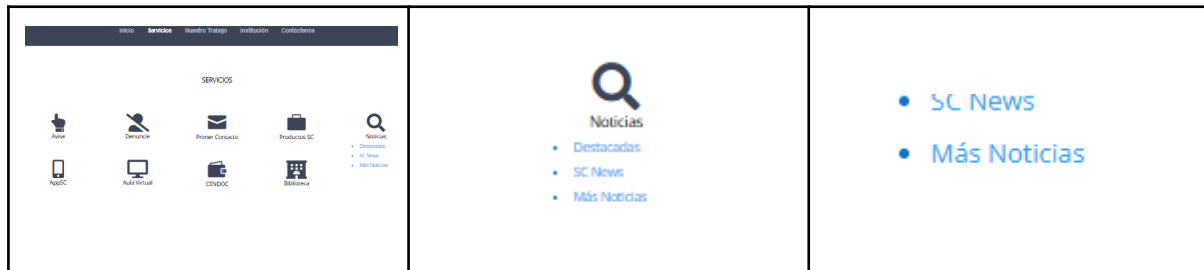 Inicio Servicios Nuestro Trabajo Institución Contáctenos
SERVICIOS
Avise Denuncie Primer Contacto Productos SC Noticias
Destacadas
SC News
Más Noticias
AppSC Aula Virtual CENDOC Biblioteca
Noticias
Destacadas
SC News
Más Noticias
SC News
Más Noticias